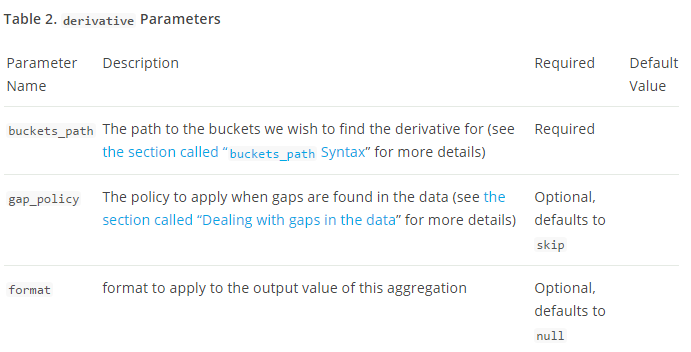 Table 2. derivative Parameters
Parameter Name Description Required Default Value
buckets_path The path to the buckets we wish to find the derivative for (see Required
the section called “buckets_path Syntax” for more details)
gap_policy The policy to apply when gaps are found in the data (see the Optional,
section called “Dealing with gaps in the data” for more details) defaults to
skip
format format to apply to the output value of this aggregation Optional,
defaults to
null